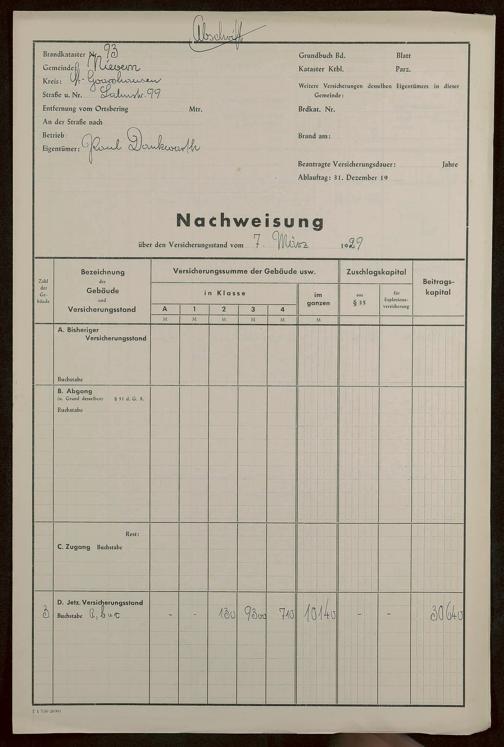 Abschrift
Brandkataster Nr. 93
Gemeinde: Nievern
Kreis: St. Goarshausen
Straße u. Nr. Lahnstr. 99
Entfernung vom Ortsbering Mtr.
An der Straße nach
Betrieb:
Eigentümer: Karl Dankwarth
Grundbuch Bd. Blatt
Kataster Ktbl. Parz.
Weitere Versicherungen desselben Eigentümers in dieser
Gemeinde:
Brdkat. Nr.
Brand am:
Beantragte Versicherungsdauer: Jahre
Ablauftag: 31. Dezember 19
Nachweisung
über den Versicherungsstand vom 7. März 1929
Zahl der Gebäude
Bezeichnung der Gebäude und Versicherungsstand
Versicherungssumme der Gebäude usw.
in Klasse
A 1 2 3 4
im ganzen
Zuschlagskapital
aus § 35
für Explosionsversicherung
Beitragskapital
M M M M M M
A. Bisheriger
Versicherungsstand
Buchstabe
B. Abgang
Buchstabe
Rest:
C. Zugang Buchstabe
D. Jetz. Versicherungsstand
3 Buchstabe a, b u c - - 130 9300 710 10140 - - 30640